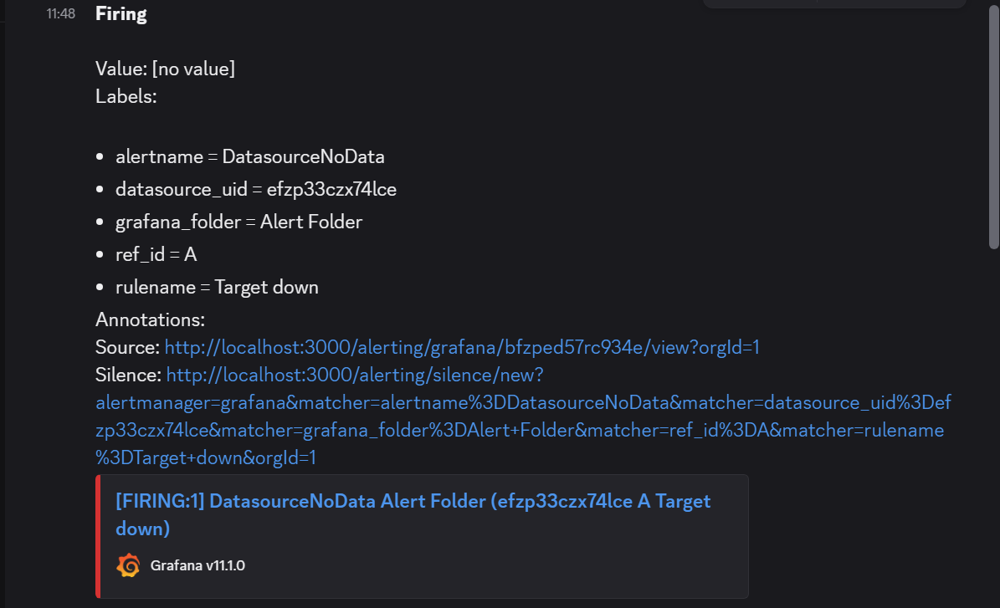 11:48 Firing
Value: [no value]
Labels:
• alertname = DatasourceNoData
• datasource_uid = efzp33czx74lce
• grafana_folder = Alert Folder
• ref_id = A
• rulename = Target down
Annotations:
Source: http://localhost:3000/alerting/grafana/bfzped57rc934e/view?orgId=1
Silence: http://localhost:3000/alerting/silence/new?
alertmanager=grafana&matcher=alertname%3DDatasourceNoData&matcher=datasource_uid%3Def
zp33czx74lce&matcher=grafana_folder%3DAlert+Folder&matcher=ref_id%3DA&matcher=rulename
%3DTarget+down&orgId=1
[FIRING:1] DatasourceNoData Alert Folder (efzp33czx74lce A Target
down)
Grafana v11.1.0